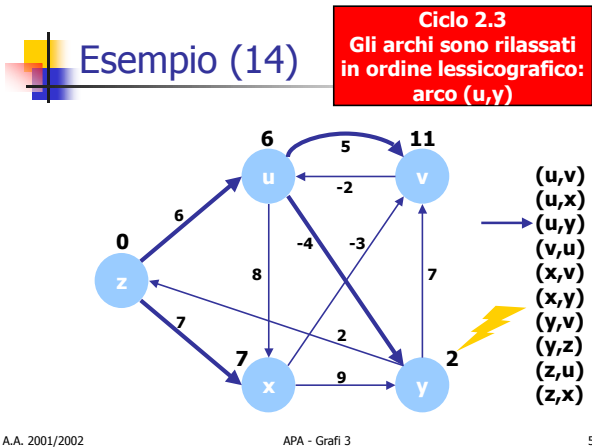 Esempio (14)
Ciclo 2.3
Gli archi sono rilassati
in ordine lessicografico:
arco (u,y)
6
5
11
u
v
-2
6
-4
-3
0
z
8
7
7
2
7
2
x
9
y
(u,v)
(u,x)
(u,y)
(v,u)
(x,v)
(x,y)
(y,v)
(y,z)
(z,u)
(z,x)
A.A. 2001/2002
APA - Grafi 3
5